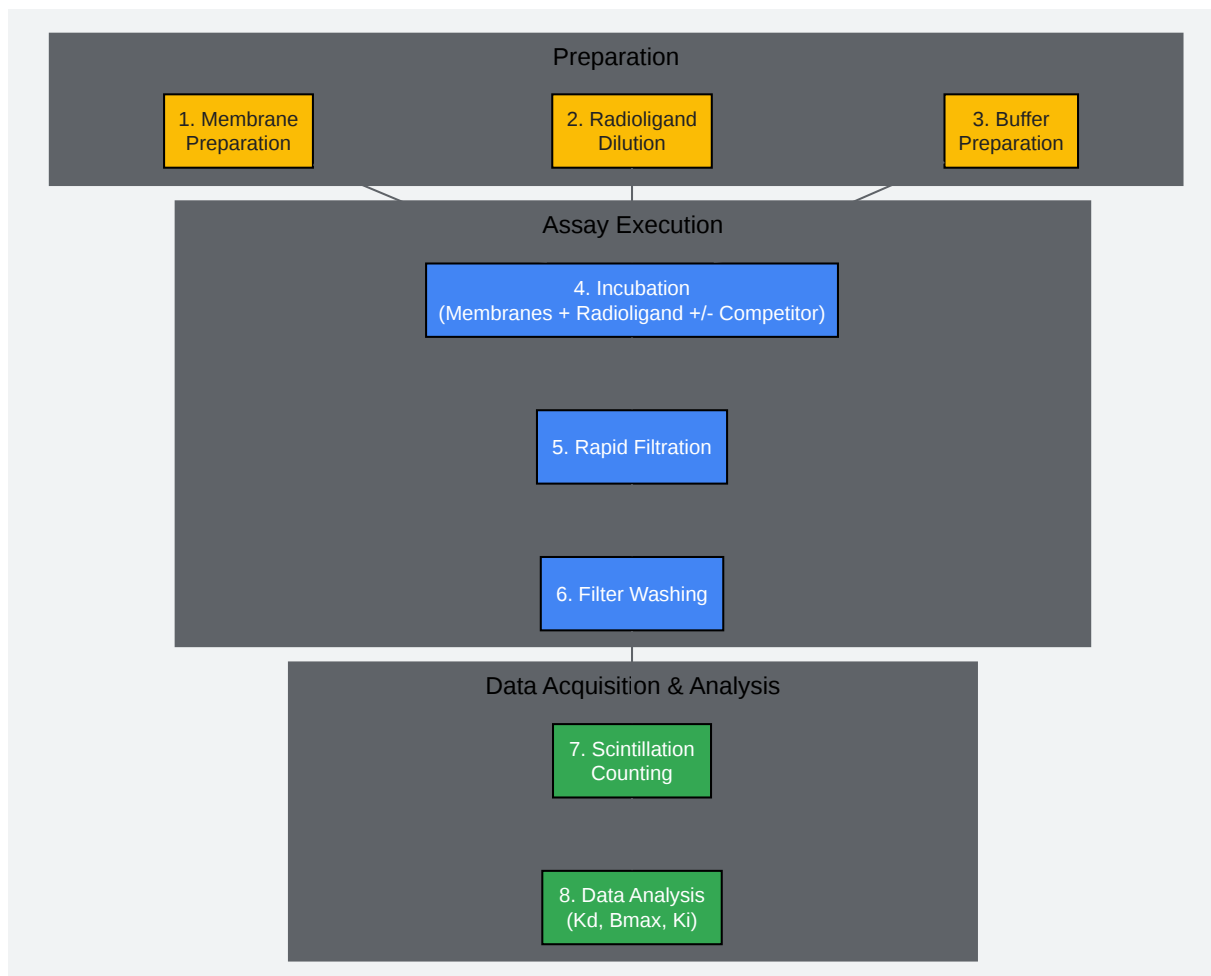 Preparation
1. Membrane
Preparation
2. Radioligand
Dilution
3. Buffer
Preparation
Assay Execution
4. Incubation
(Membranes + Radioligand +/- Competitor)
5. Rapid Filtration
6. Filter Washing
Data Acquisition & Analysis
7. Scintillation
Counting
8. Data Analysis
(Kd, Bmax, Ki)